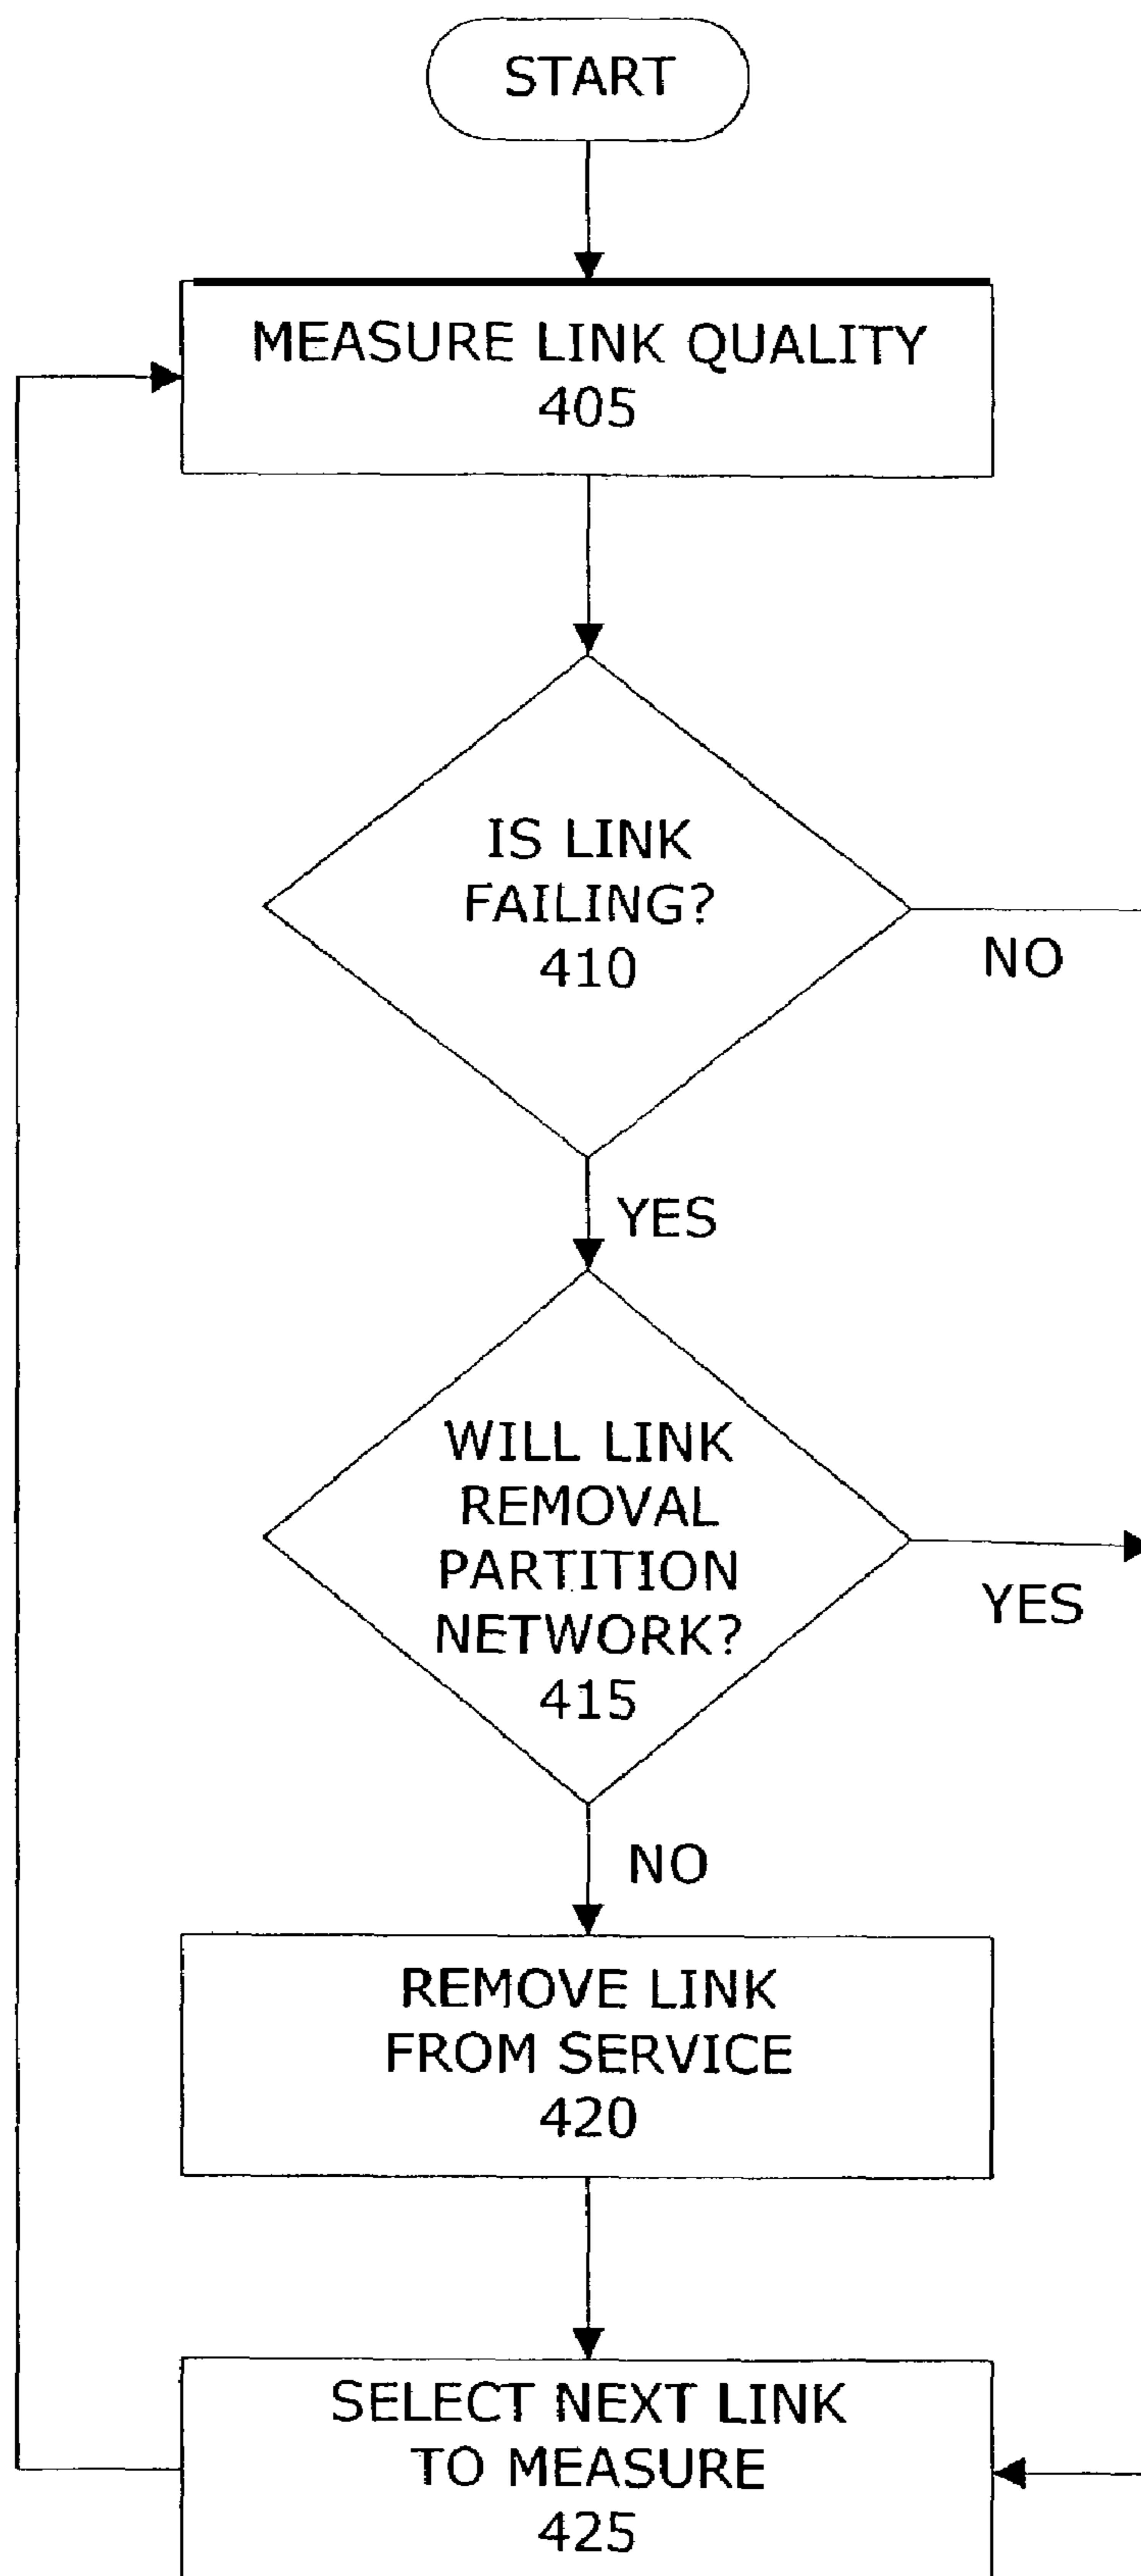 START
MEASURE LINK QUALITY
405
IS LINK
FAILING?
410
NO
YES
WILL LINK
REMOVAL
PARTITION
NETWORK?
415
YES
NO
REMOVE LINK
FROM SERVICE
420
SELECT NEXT LINK
TO MEASURE
425